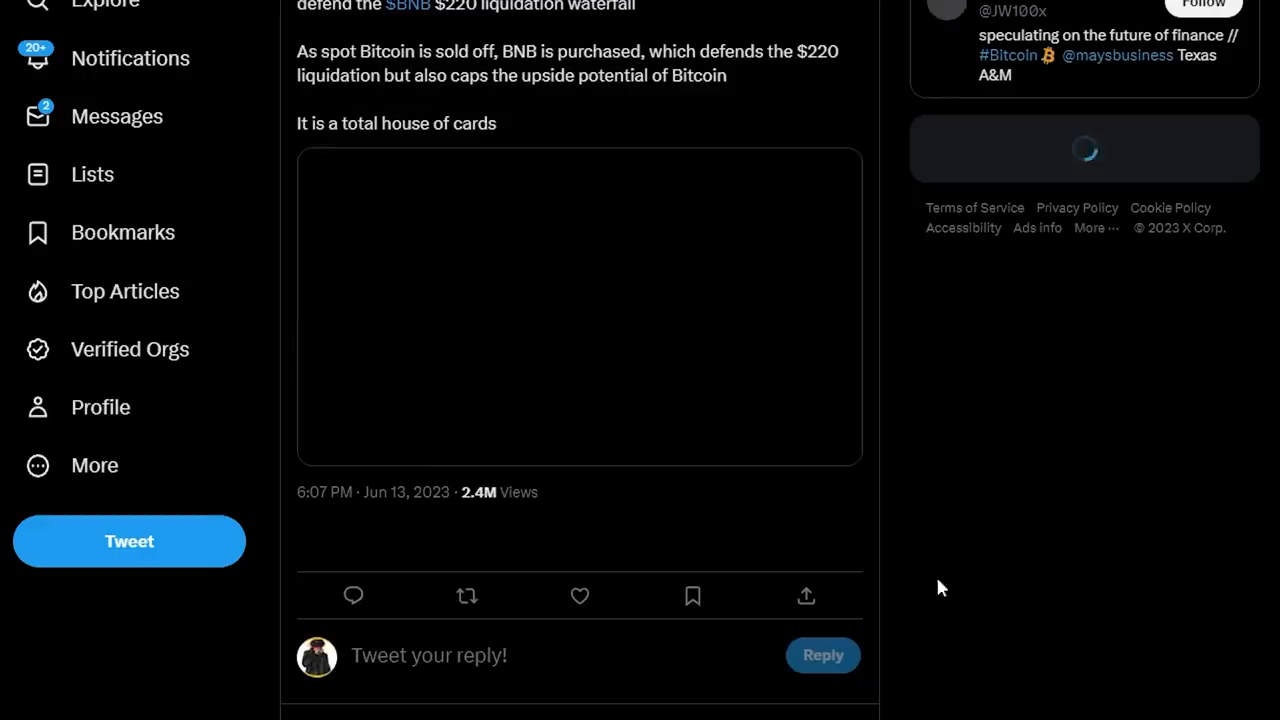 Explore
20+
Notifications
2
Messages
Lists
Bookmarks
Top Articles
Verified Orgs
Profile
More
Tweet
defend the $BNB $220 liquidation waterfall
As spot Bitcoin is sold off, BNB is purchased, which defends the $220
liquidation but also caps the upside potential of Bitcoin
It is a total house of cards
6:07 PM · Jun 13, 2023 · 2.4M Views
Tweet your reply!
Reply
@JW100x
Follow
speculating on the future of finance //
#Bitcoin @maysbusiness Texas
A&M
Terms of Service Privacy Policy Cookie Policy
Accessibility Ads info More ··· © 2023 X Corp.